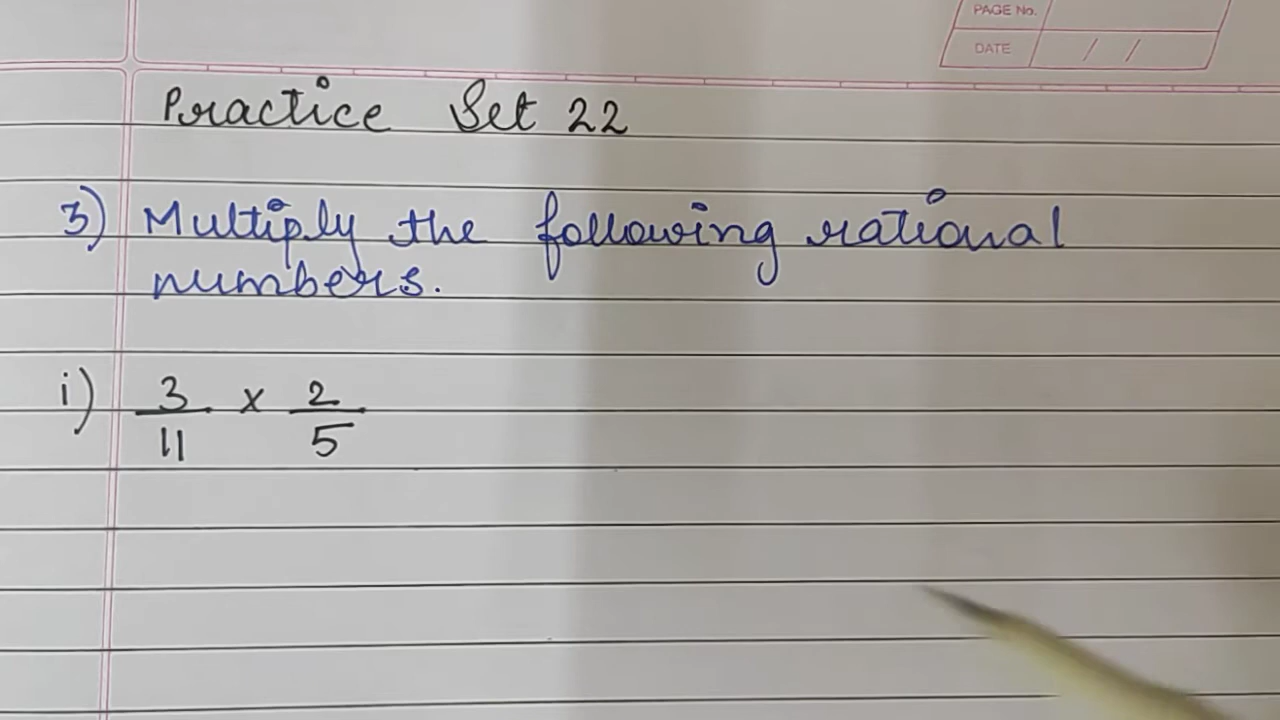 PAGE No.
DATE / /
Practice Set 22
3) Multiply the following rational
numbers.
i) 3/11 x 2/5